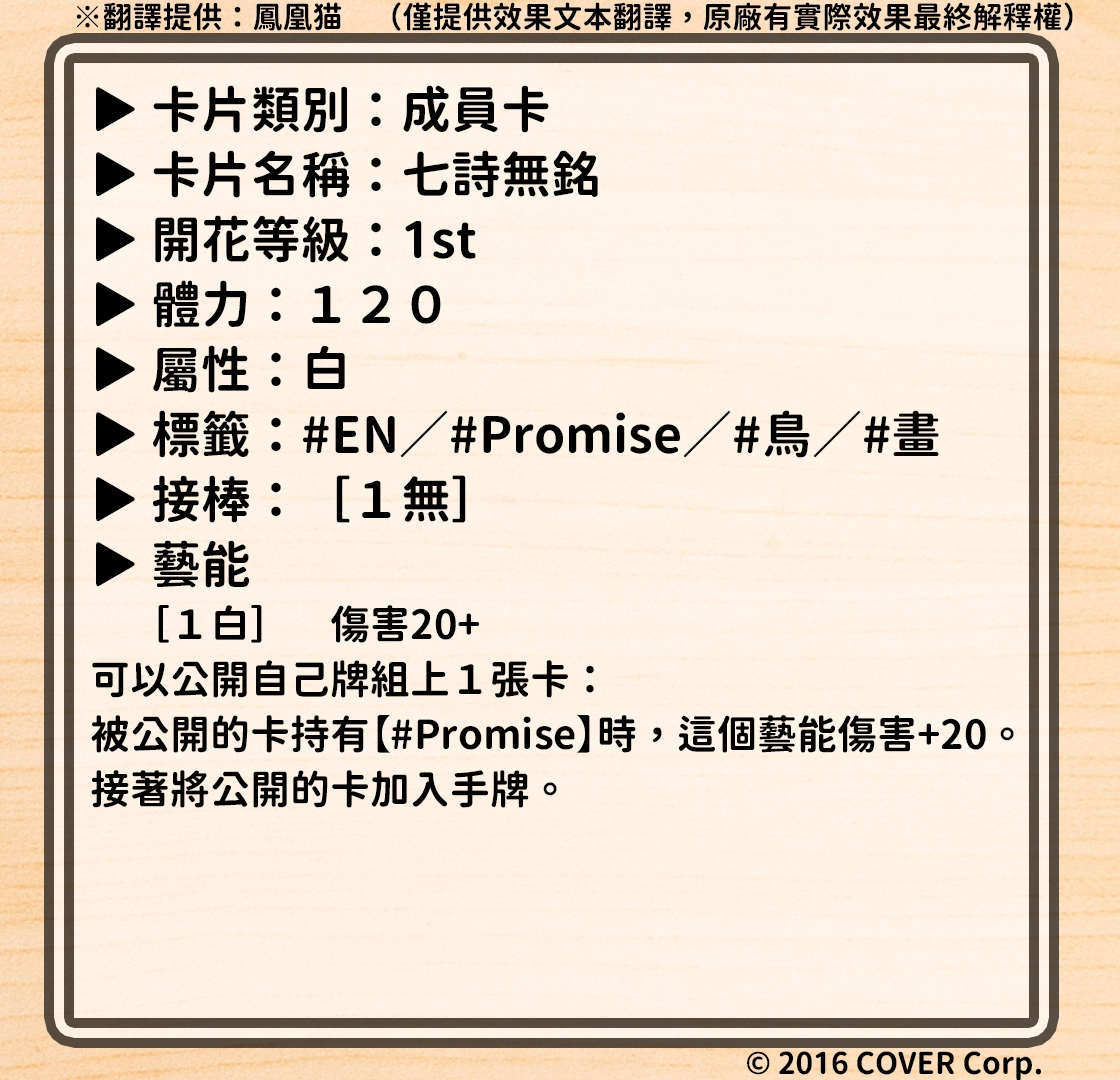 ※翻譯提供：鳳凰猫　（僅提供效果文本翻譯，原廠有實際效果最終解釋權）
▶ 卡片類別：成員卡
▶ 卡片名稱：七詩無銘
▶ 開花等級：1st
▶ 體力：１２０
▶ 屬性：白
▶ 標籤：#EN／#Promise／#鳥／#畫
▶ 接棒：［１無］
▶ 藝能
［１白］　傷害20+
可以公開自己牌組上１張卡：
被公開的卡持有【#Promise】時，這個藝能傷害+20。
接著將公開的卡加入手牌。
© 2016 COVER Corp.